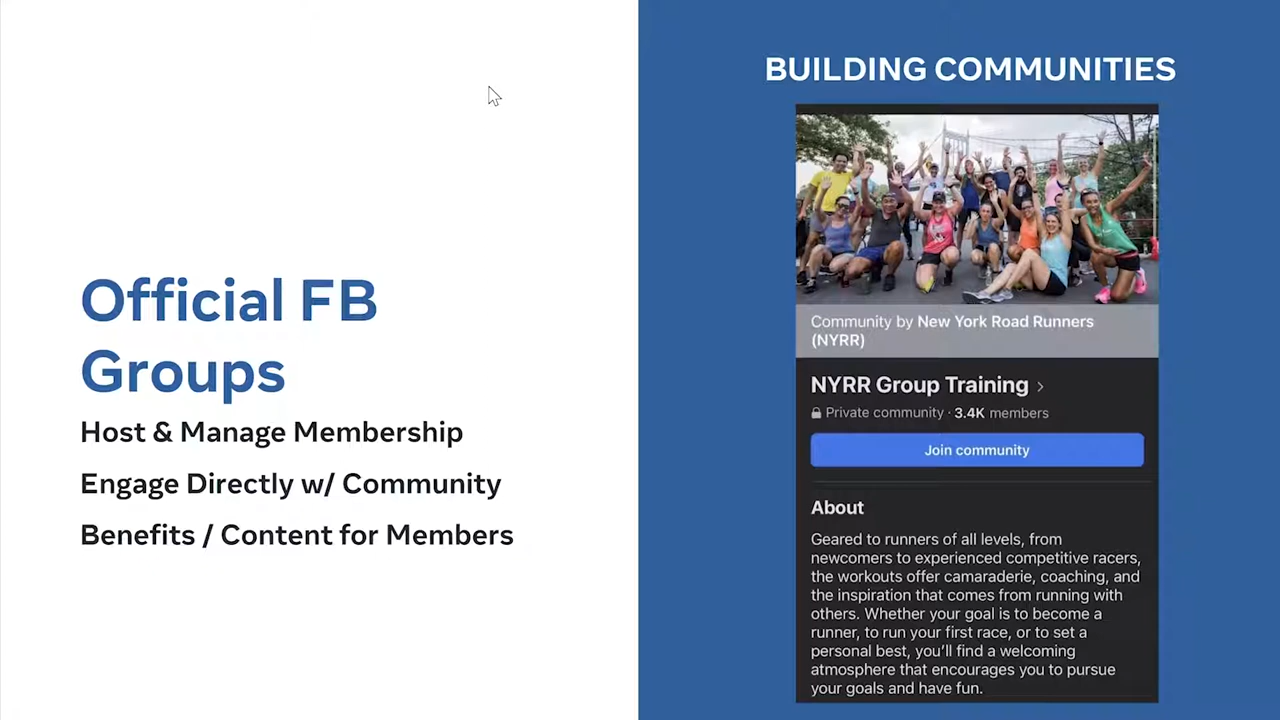 Official FB
Groups
Host & Manage Membership
Engage Directly w/ Community
Benefits / Content for Members
BUILDING COMMUNITIES
Community by New York Road Runners
(NYRR)
NYRR Group Training
Private community · 3.4K members
Join community
About
Geared to runners of all levels, from
newcomers to experienced competitive racers,
the workouts offer camaraderie, coaching, and
the inspiration that comes from running with
others. Whether your goal is to become a
runner, to run your first race, or to set a
personal best, you'll find a welcoming
atmosphere that encourages you to pursue
your goals and have fun.